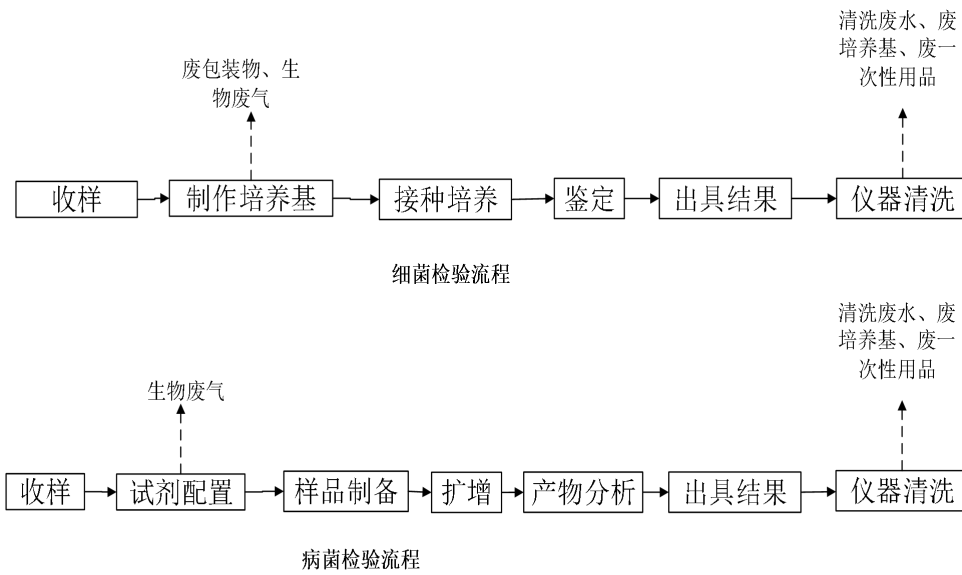 清洗废水、废
培养基、废一
次性用品
废包装物、生
物废气
收样
制作培养基
接种培养
鉴定
出具结果
仪器清洗
细菌检验流程
清洗废水、废
培养基、废一
次性用品
生物废气
收样
试剂配置
样品制备
扩增
产物分析
出具结果
仪器清洗
病菌检验流程